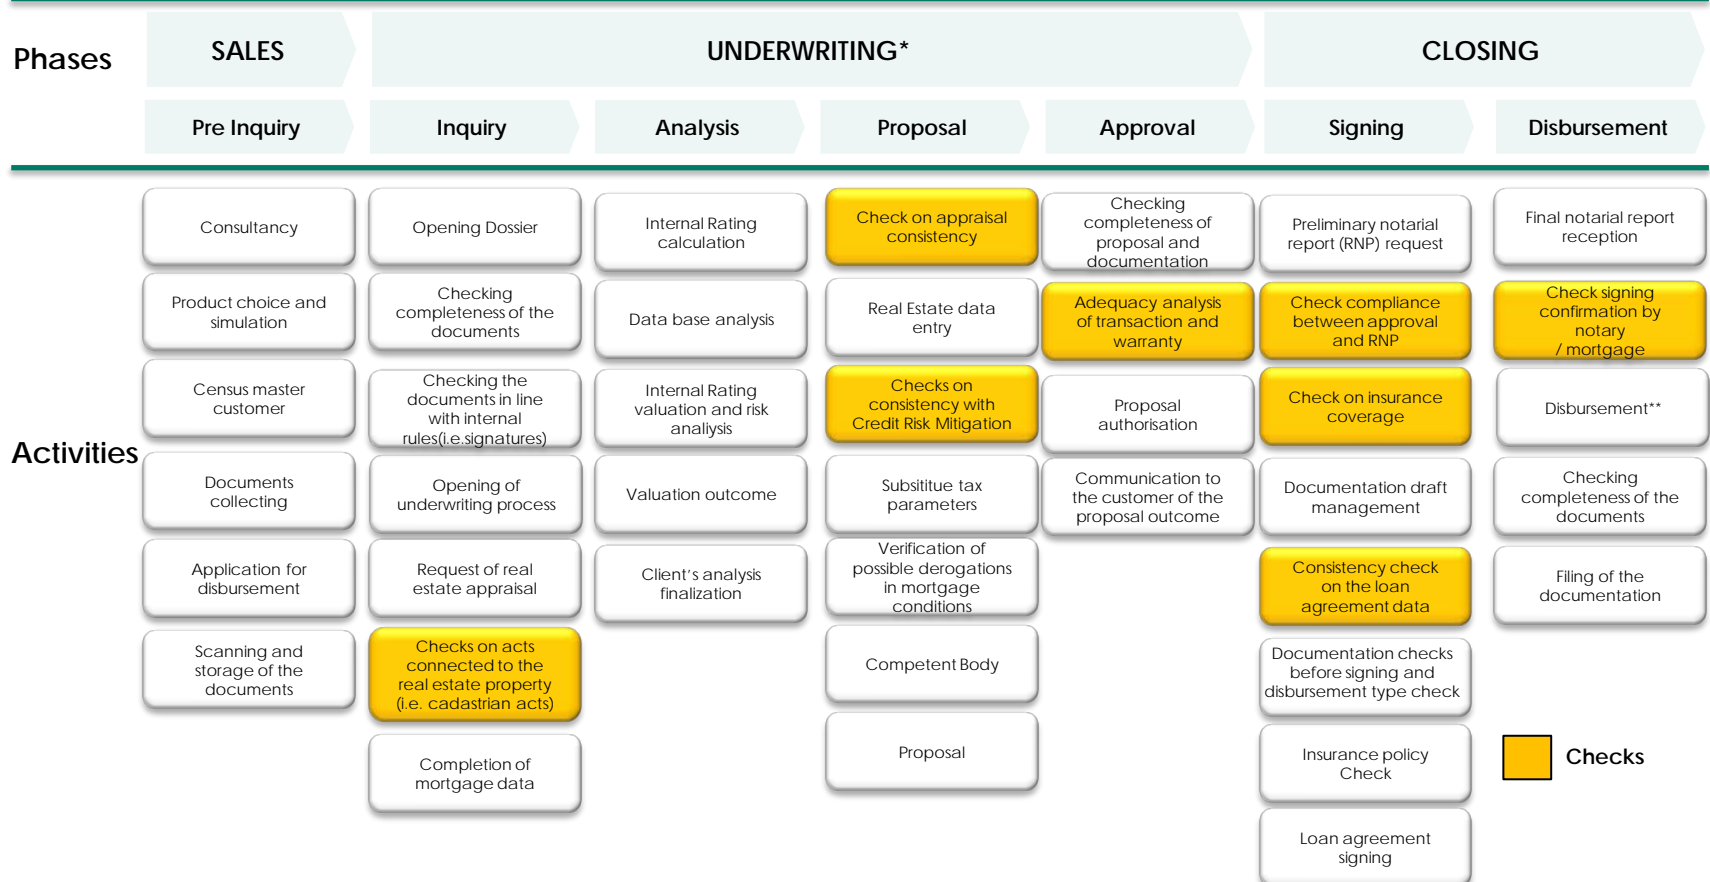 Phases
SALES
UNDERWRITING*
CLOSING
Pre Inquiry
Inquiry
Analysis
Proposal
Approval
Signing
Disbursement
Activities
Consultancy
Product choice and
simulation
Census master
customer
Documents
collecting
Application for
disbursement
Scanning and
storage of the
documents
Opening Dossier
Checking
completeness of the
documents
Checking the
documents in line
with internal
rules(i.e.signatures)
Opening of
underwriting process
Request of real
estate appraisal
Checks on acts
connected to the
real estate property
(i.e. cadastrian acts)
Completion of
mortgage data
Internal Rating
calculation
Data base analysis
Internal Rating
valuation and risk
analisys
Valuation outcome
Client's analysis
finalization
Check on appraisal
consistency
Real Estate data
entry
Checks on
consistency with
Credit Risk Mitigation
Subsititue tax
parameters
Verification of
possible derogations
in mortgage
conditions
Competent Body
Proposal
Checking
completeness of
proposal and
documentation
Adequacy analysis
of transaction and
warranty
Proposal
authorisation
Communication to
the customer of the
proposal outcome
Preliminary notarial
report (RNP) request
Check compliance
between approval
and RNP
Check on insurance
coverage
Documentation draft
management
Consistency check
on the loan
agreement data
Documentation checks
before signing and
disbursement type check
Insurance policy
Check
Loan agreement
signing
Final notarial report
reception
Check signing
confirmation by
notary
/ mortgage
Disbursement**
Checking
completeness of the
documents
Filing of the
documentation
Checks